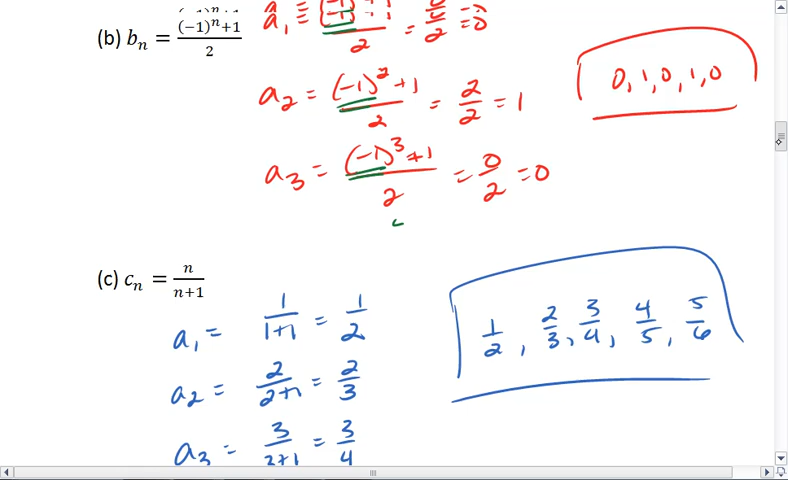 (b) bₙ = ((-1)ⁿ+1)/2
a₁ = ((-1)¹+1)/2 = 0/2 = 0
a₂ = ((-1)²+1)/2 = 2/2 = 1
0, 1, 0, 1, 0
a₃ = ((-1)³+1)/2 = 0/2 = 0
(c) cₙ = n/(n+1)
a₁ = 1/(1+1) = 1/2
1/2, 2/3, 3/4, 4/5, 5/6
a₂ = 2/(2+1) = 2/3
a₃ = 3/(3+1) = 3/4